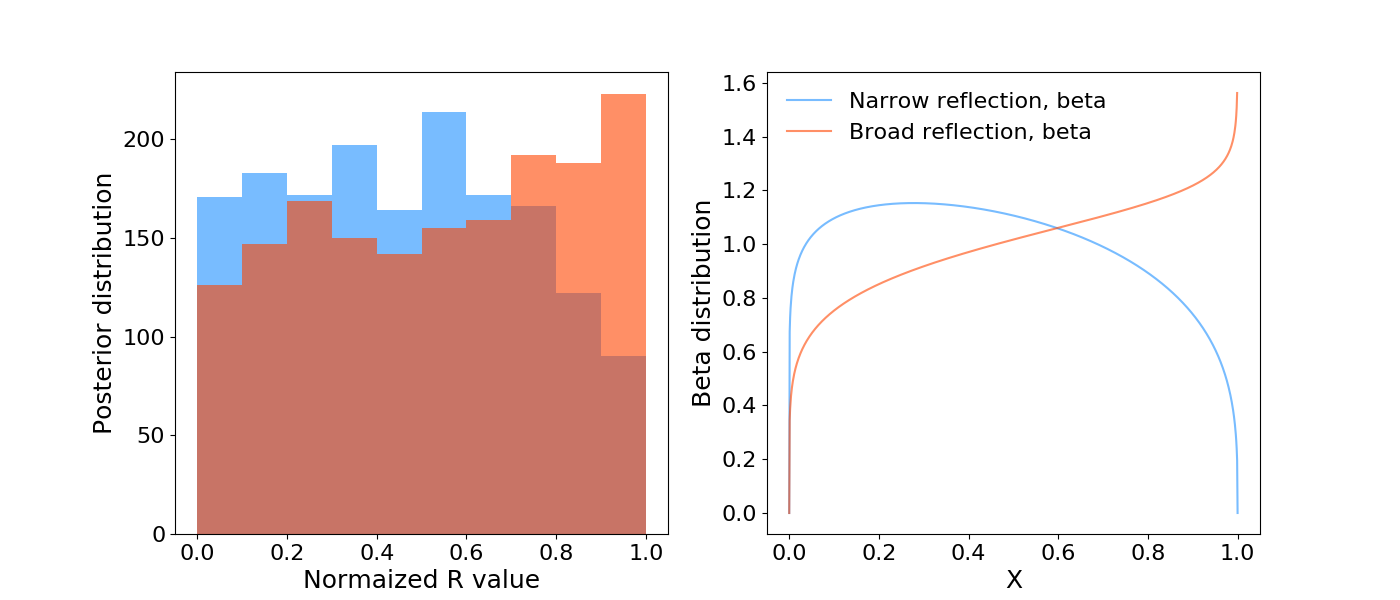 Posterior distribution
200
150
100
50
0
0.0 0.2 0.4 0.6 0.8 1.0
Normaized R value
Beta distribution
1.6
1.4
1.2
1.0
0.8
0.6
0.4
0.2
0.0
Narrow reflection, beta
Broad reflection, beta
0.0 0.2 0.4 0.6 0.8 1.0
X